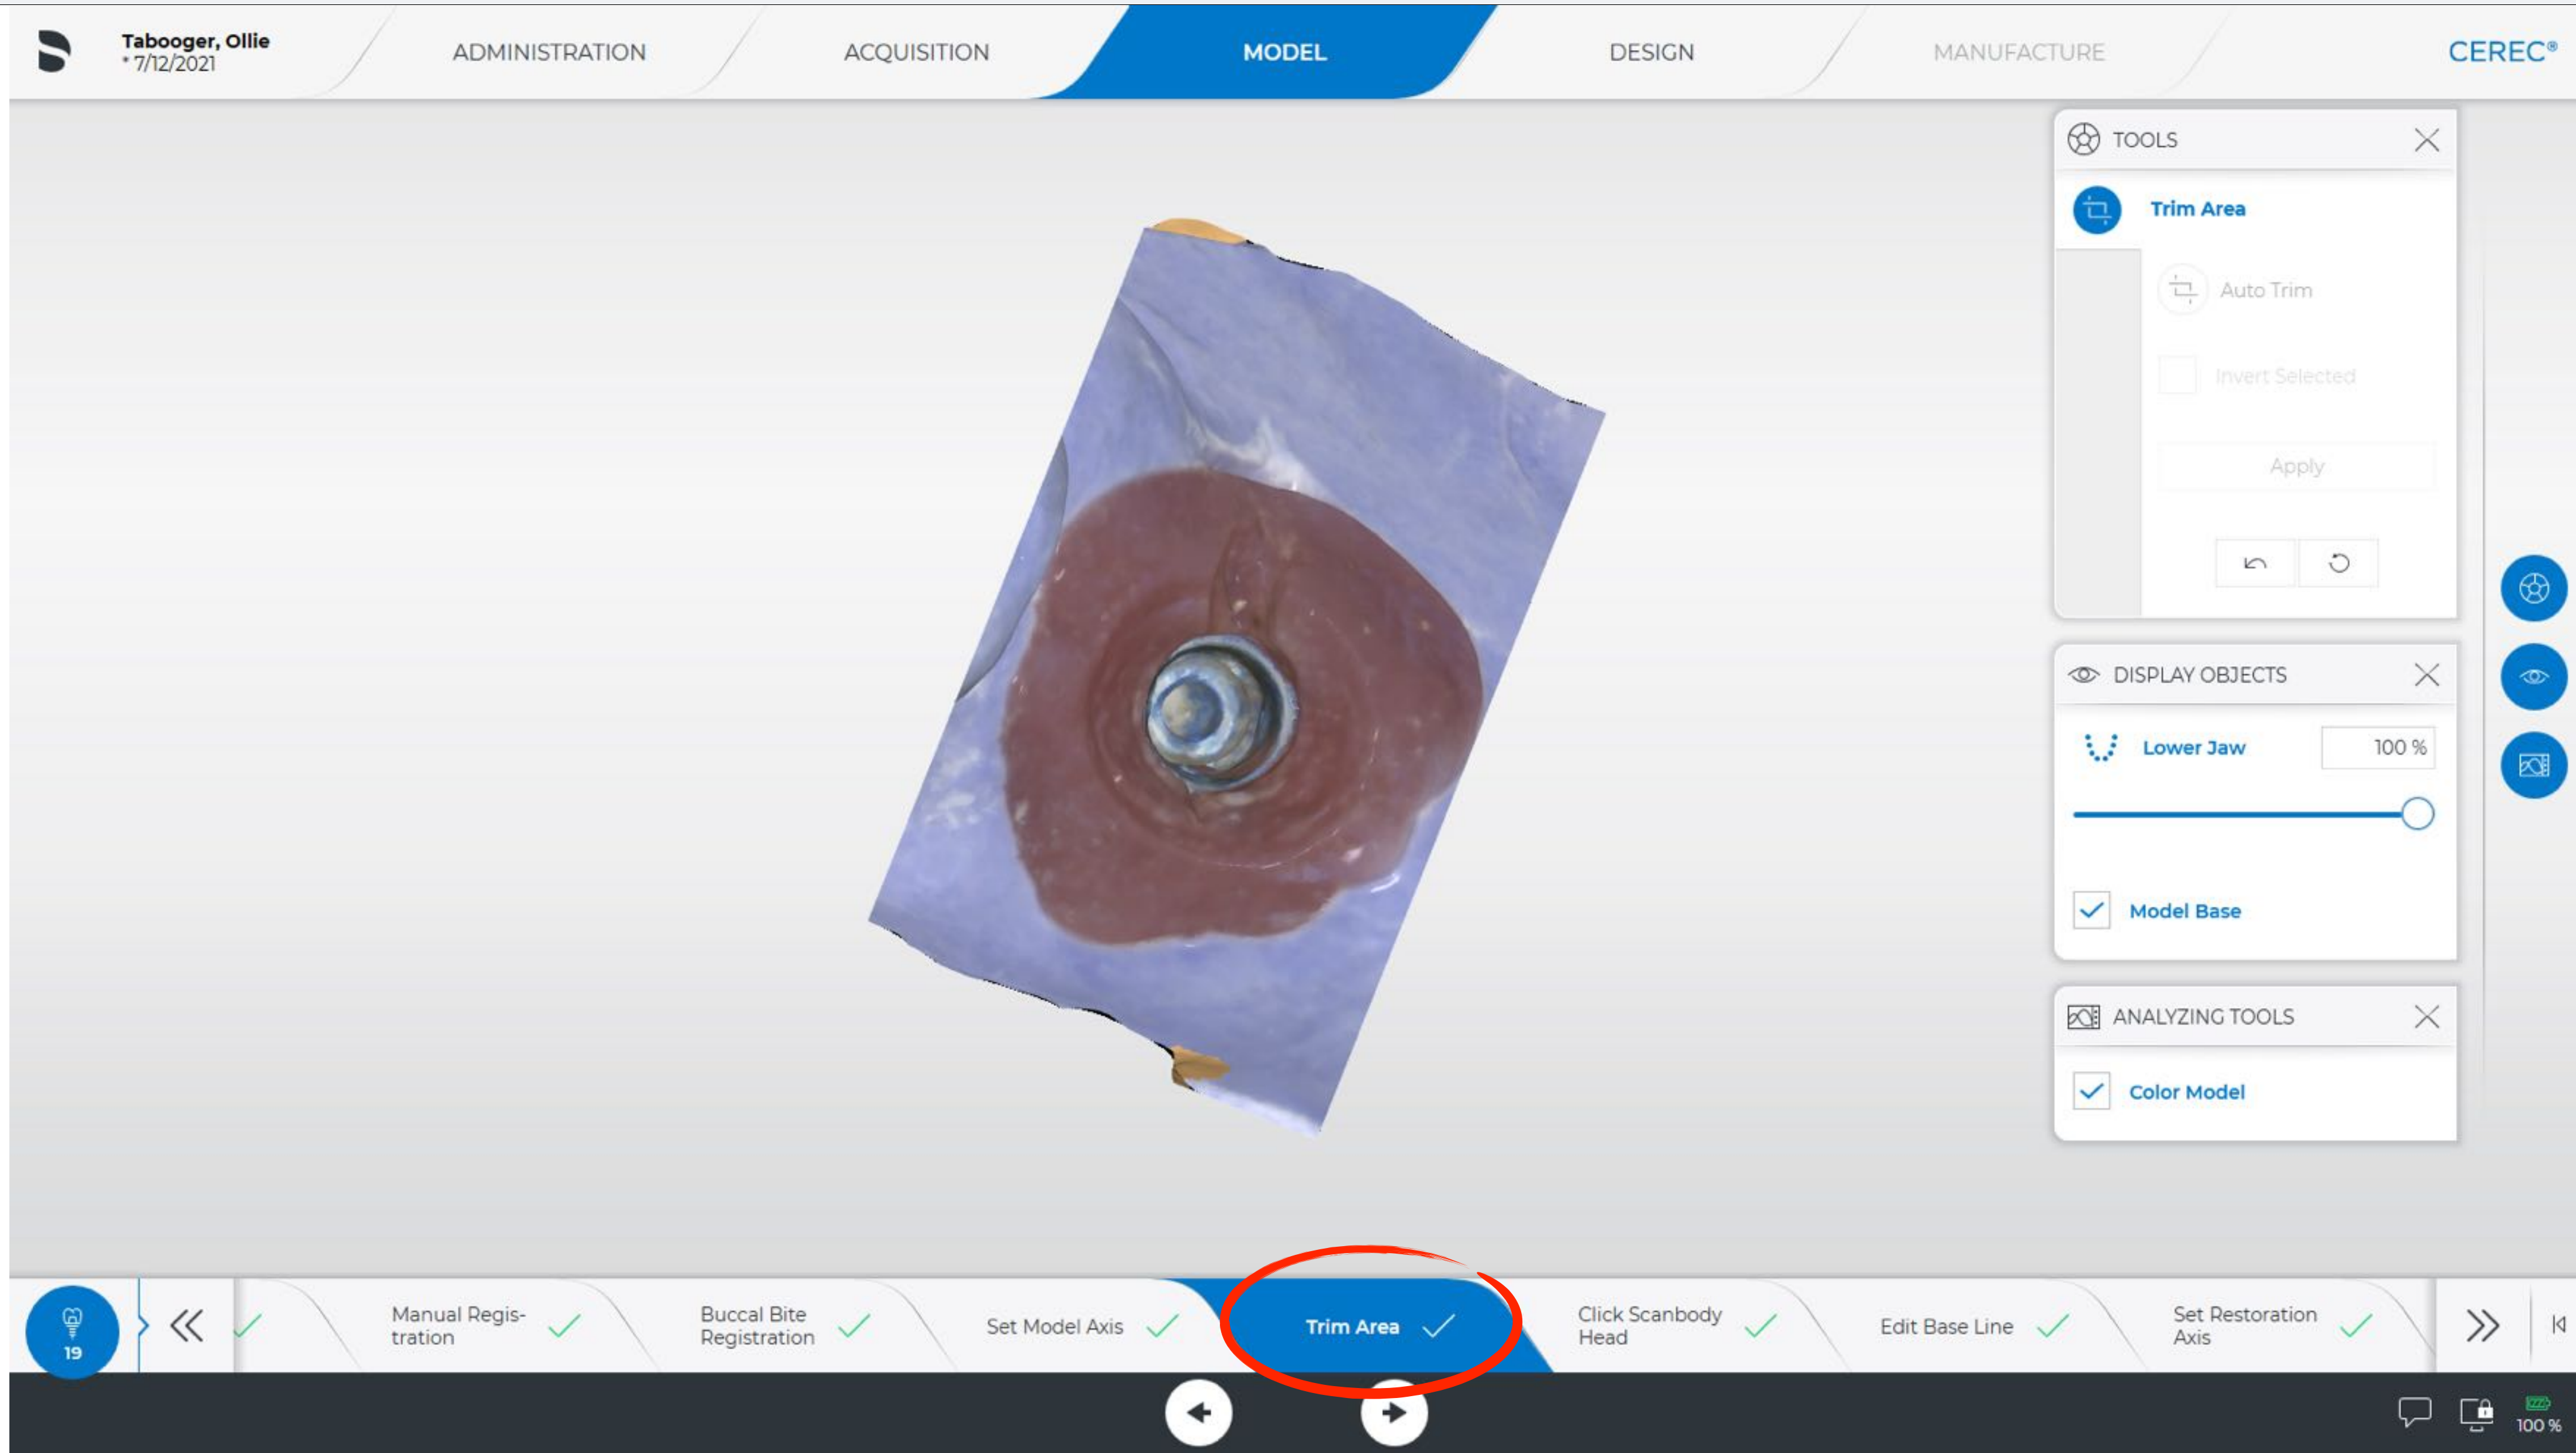 Tabooger, Ollie
* 7/12/2021
ADMINISTRATION
ACQUISITION
MODEL
DESIGN
MANUFACTURE
CEREC®
TOOLS
Trim Area
Auto Trim
Invert Selected
Apply
DISPLAY OBJECTS
Lower Jaw
100 %
Model Base
ANALYZING TOOLS
Color Model
19
Manual Regis-
tration
Buccal Bite
Registration
Set Model Axis
Trim Area
Click Scanbody
Head
Edit Base Line
Set Restoration
Axis
100 %